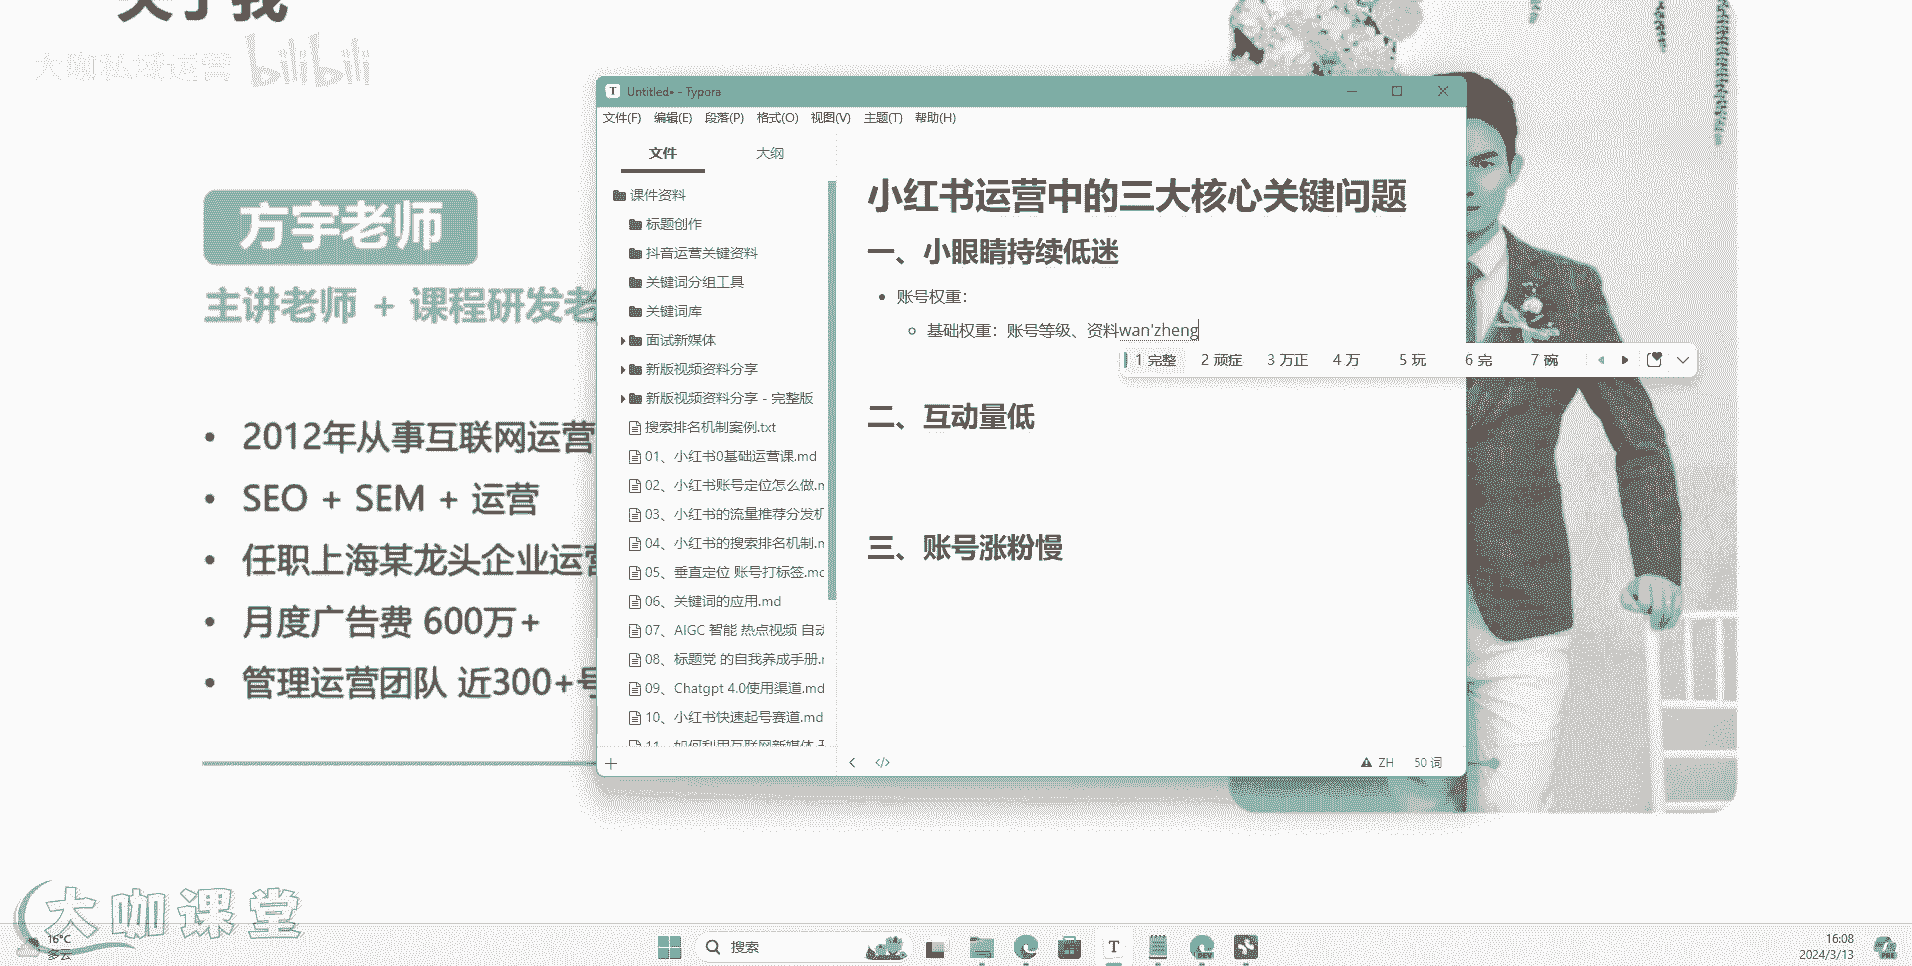 关于我
大咖私域运营 bilibili
方宇老师
主讲老师 + 课程研发老
• 2012年从事互联网运营
• SEO + SEM + 运营
• 任职上海某龙头企业运营
• 月度广告费 600万+
• 管理运营团队 近300+号
Untitled• - Typora
文件(F) 编辑(E) 段落(P) 格式(O) 视图(V) 主题(T) 帮助(H)
文件 大纲
课件资料
标题创作
抖音运营关键资料
关键词分组工具
关键词库
面试新媒体
新版视频资料分享
新版视频资料分享 - 完整版
搜索排名机制案例.txt
01、小红书0基础运营课.md
02、小红书账号定位怎么做.m
03、小红书的流量推荐分发机
04、小红书的搜索排名机制.m
05、垂直定位 账号打标签.mc
06、关键词的应用.md
07、AIGC 智能 热点视频 自动
08、标题党 的自我养成手册.r
09、Chatgpt 4.0使用渠道.md
10、小红书快速起号赛道.md
11、如何利用互联网新媒体
小红书运营中的三大核心关键问题
一、小眼睛持续低迷
• 账号权重：
基础权重：账号等级、资料wan'zheng
1 完整 2 顽症 3 万正 4 万 5 玩 6 完 7 碗
二、互动量低
三、账号涨粉慢
ZH 50 词
大咖课堂
16°C
多云
搜索
DEV
16:08
2024/3/13
PRE